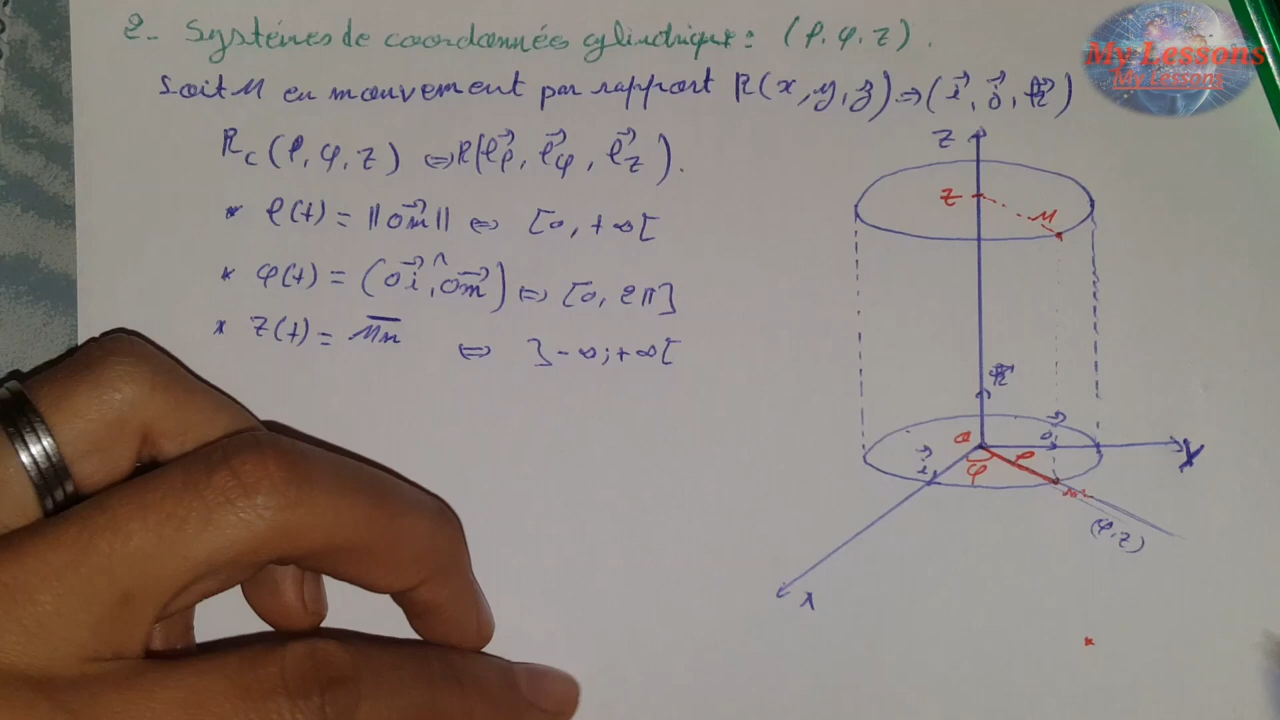 2- Systémes de coordonnées cylindrique : (ρ, φ, z).
Soit M en mouvement par rapport R(x, y, z) ⇒ (i⃗, j⃗, k⃗)
Rc (ρ, φ, z) ⇔ R(e⃗ρ, e⃗φ, e⃗z).
* ρ(t) = ||Om⃗|| ⇔ [0, +∞[
* φ(t) = (Oi⃗ ^, Om⃗) ⇔ [0, 2π]
* z(t) = Mm ⇔ ]-∞; +∞[
My Lessons
My Lessons
z
z
M
k⃗
O
j⃗
i⃗
φ
ρ
m
(φ, z)
x